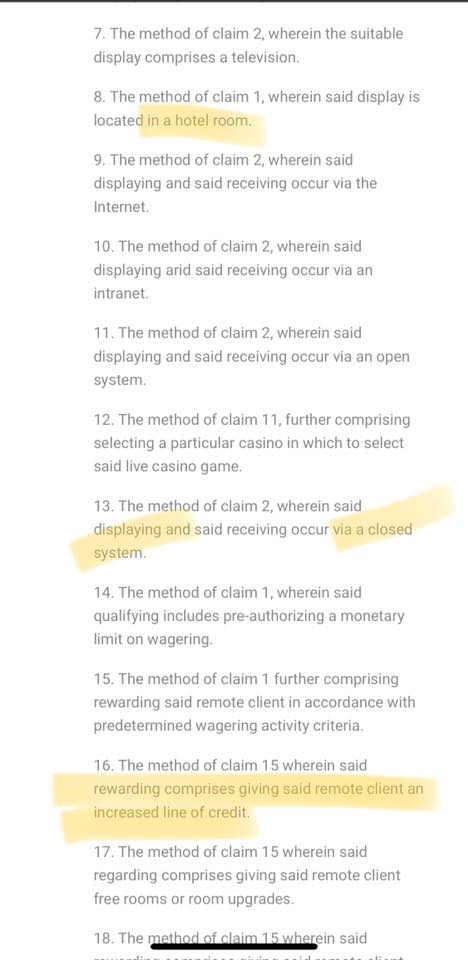 7. The method of claim 2, wherein the suitable
display comprises a television.
8. The method of claim 1, wherein said display is
located in a hotel room.
9. The method of claim 2, wherein said
displaying and said receiving occur via the
Internet.
10. The method of claim 2, wherein said
displaying arid said receiving occur via an
intranet.
11. The method of claim 2, wherein said
displaying and said receiving occur via an open
system.
12. The method of claim 11, further comprising
selecting a particular casino in which to select
said live casino game.
13. The method of claim 2, wherein said
displaying and said receiving occur via a closed
system.
14. The method of claim 1, wherein said
qualifying includes pre-authorizing a monetary
limit on wagering.
15. The method of claim 1 further comprising
rewarding said remote client in accordance with
predetermined wagering activity criteria.
16. The method of claim 15 wherein said
rewarding comprises giving said remote client an
increased line of credit.
17. The method of claim 15 wherein said
regarding comprises giving said remote client
free rooms or room upgrades.
18. The method of claim 15 wherein said